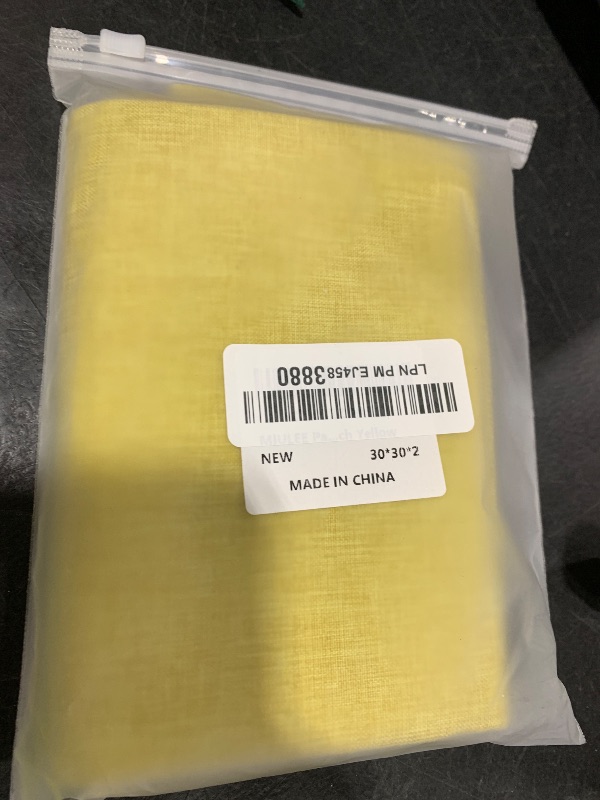 LPN PM EJ4583880
NEW 30*30*2
MADE IN CHINA